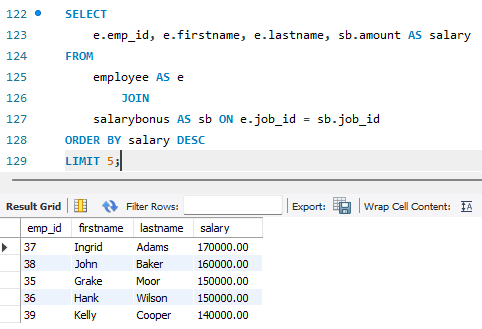 122 SELECT
123 e.emp_id, e.firstname, e.lastname, sb.amount AS salary
124 FROM
125 employee AS e
126 JOIN
127 salarybonus AS sb ON e.job_id = sb.job_id
128 ORDER BY salary DESC
129 LIMIT 5;
Result Grid Filter Rows: Export: Wrap Cell Content: IA
emp_id firstname lastname salary
37 Ingrid Adams 170000.00
38 John Baker 160000.00
35 Grake Moor 150000.00
36 Hank Wilson 150000.00
39 Kelly Cooper 140000.00